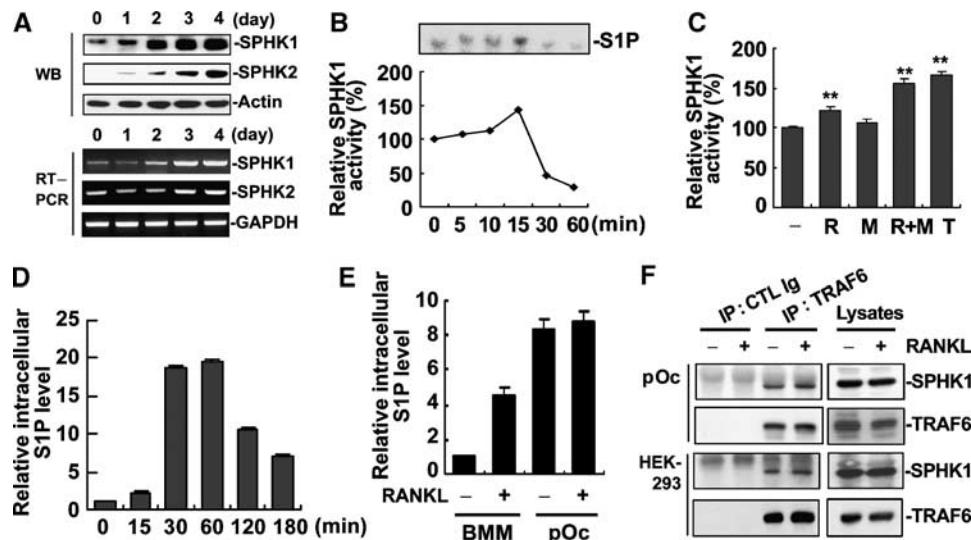 A
0 1 2 3 4 (day)
WB
-SPHK1
-SPHK2
-Actin
0 1 2 3 4 (day)
RT–
PCR
-SPHK1
-SPHK2
-GAPDH
B
-S1P
Relative SPHK1
activity (%)
200
150
100
50
0
0 5 10 15 30 60 (min)
C
Relative SPHK1
activity (%)
200
150
100
50
0
** ** **
– R M R+M T
D
Relative intracellular
S1P level
25
20
15
10
5
0
0 15 30 60 120 180 (min)
E
Relative intracellular
S1P level
10
8
6
4
2
0
RANKL – + – +
BMM pOc
F
IP: CTL Ig IP: TRAF6 Lysates
– + – + – + RANKL
pOc
-SPHK1
-TRAF6
HEK-
293
-SPHK1
-TRAF6